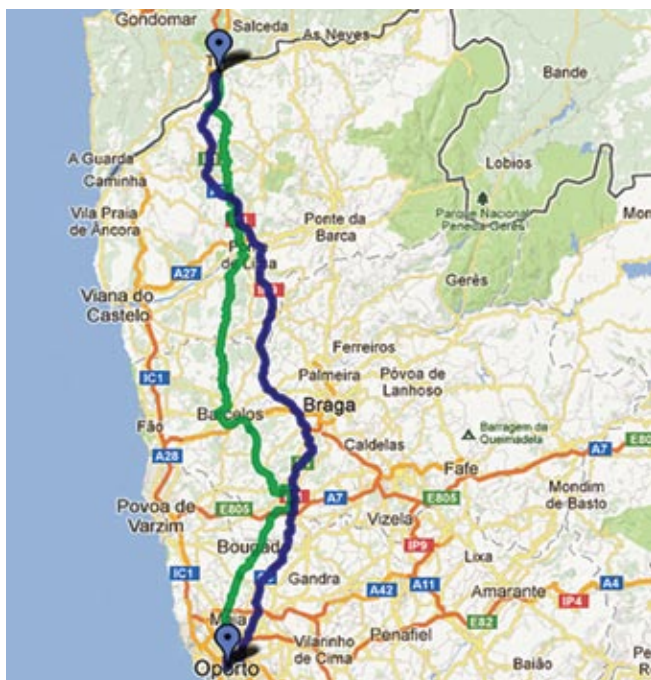 Gondomar
Salceda
As Neves
Bande
A Guarda
Caminha
Lobios
Vila Praia
de Âncora
Ponte da
Barca
Parque Nacional
Peneda-Gerês
Gerês
A27
de Lima
Viana do
Castelo
Ferreiros
IC1
Palmeira
Póvoa de
Lanhoso
Barcelos
Braga
Fão
Caldelas
Barragem da
Queimadela
A7
A28
Fafe
Povoa de
Varzim
E805
A7
E805
Mondim
de Basto
Vizela
Bougad
IP9
Lixa
IC1
Gandra
A42
A11
Amarante
A4
IP4
E82
Vilarinho
de Cima
Penafiel
Oporto
Baião